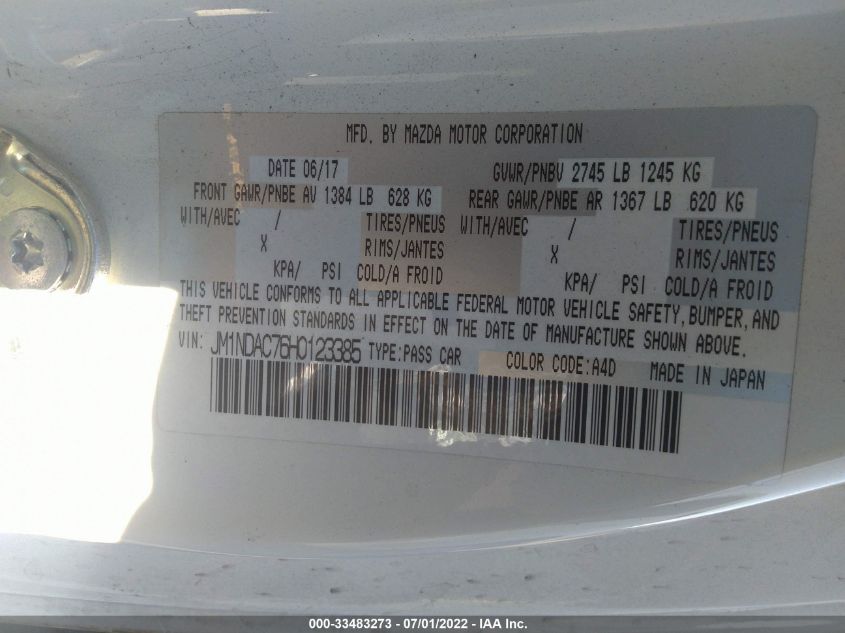 MFD. BY MAZDA MOTOR CORPORATION
DATE 06/17 GVWR/PNBV 2745 LB 1245 KG
FRONT GAWR/PNBE AV 1384 LB 628 KG REAR GAWR/PNBE AR 1367 LB 620 KG
WITH/AVEC / TIRES/PNEUS WITH/AVEC / TIRES/PNEUS
X RIMS/JANTES X RIMS/JANTES
KPA/ PSI COLD/A FROID KPA/ PSI COLD/A FROID
THIS VEHICLE CONFORMS TO ALL APPLICABLE FEDERAL MOTOR VEHICLE SAFETY, BUMPER, AND
THEFT PREVENTION STANDARDS IN EFFECT ON THE DATE OF MANUFACTURE SHOWN ABOVE.
VIN: JM1NDAC76H0123385 TYPE:PASS CAR COLOR CODE:A4D MADE IN JAPAN
000-33483273 - 07/01/2022 - IAA Inc.